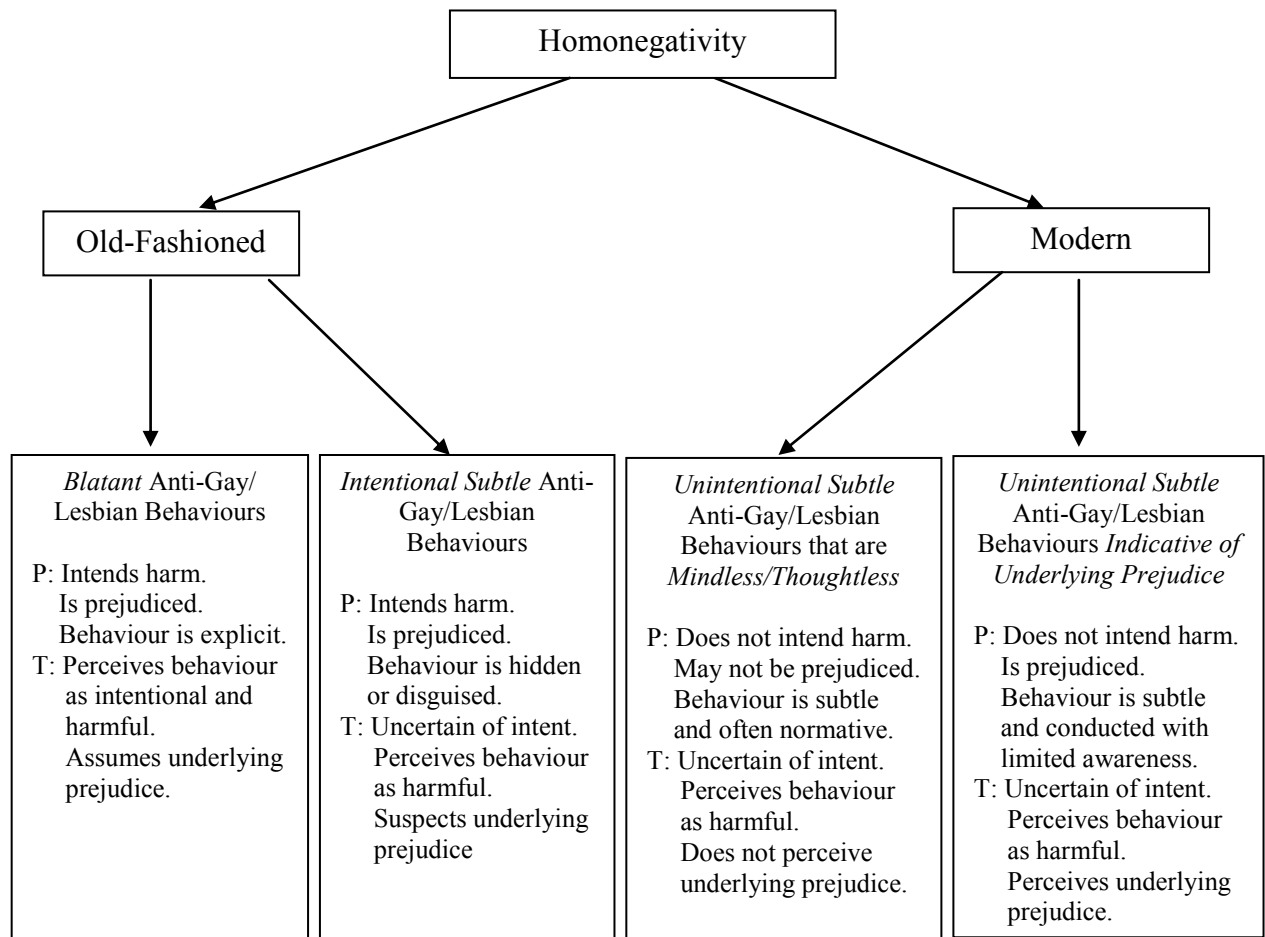 Homonegativity
Old-Fashioned
Modern
Blatant Anti-Gay/
Lesbian Behaviours
P: Intends harm.
Is prejudiced.
Behaviour is explicit.
T: Perceives behaviour
as intentional and
harmful.
Assumes underlying
prejudice.
Intentional Subtle Anti-
Gay/Lesbian
Behaviours
P: Intends harm.
Is prejudiced.
Behaviour is hidden
or disguised.
T: Uncertain of intent.
Perceives behaviour
as harmful.
Suspects underlying
prejudice
Unintentional Subtle
Anti-Gay/Lesbian
Behaviours that are
Mindless/Thoughtless
P: Does not intend harm.
May not be prejudiced.
Behaviour is subtle
and often normative.
T: Uncertain of intent.
Perceives behaviour
as harmful.
Does not perceive
underlying prejudice.
Unintentional Subtle
Anti-Gay/Lesbian
Behaviours Indicative of
Underlying Prejudice
P: Does not intend harm.
Is prejudiced.
Behaviour is subtle
and conducted with
limited awareness.
T: Uncertain of intent.
Perceives behaviour
as harmful.
Perceives underlying
prejudice.